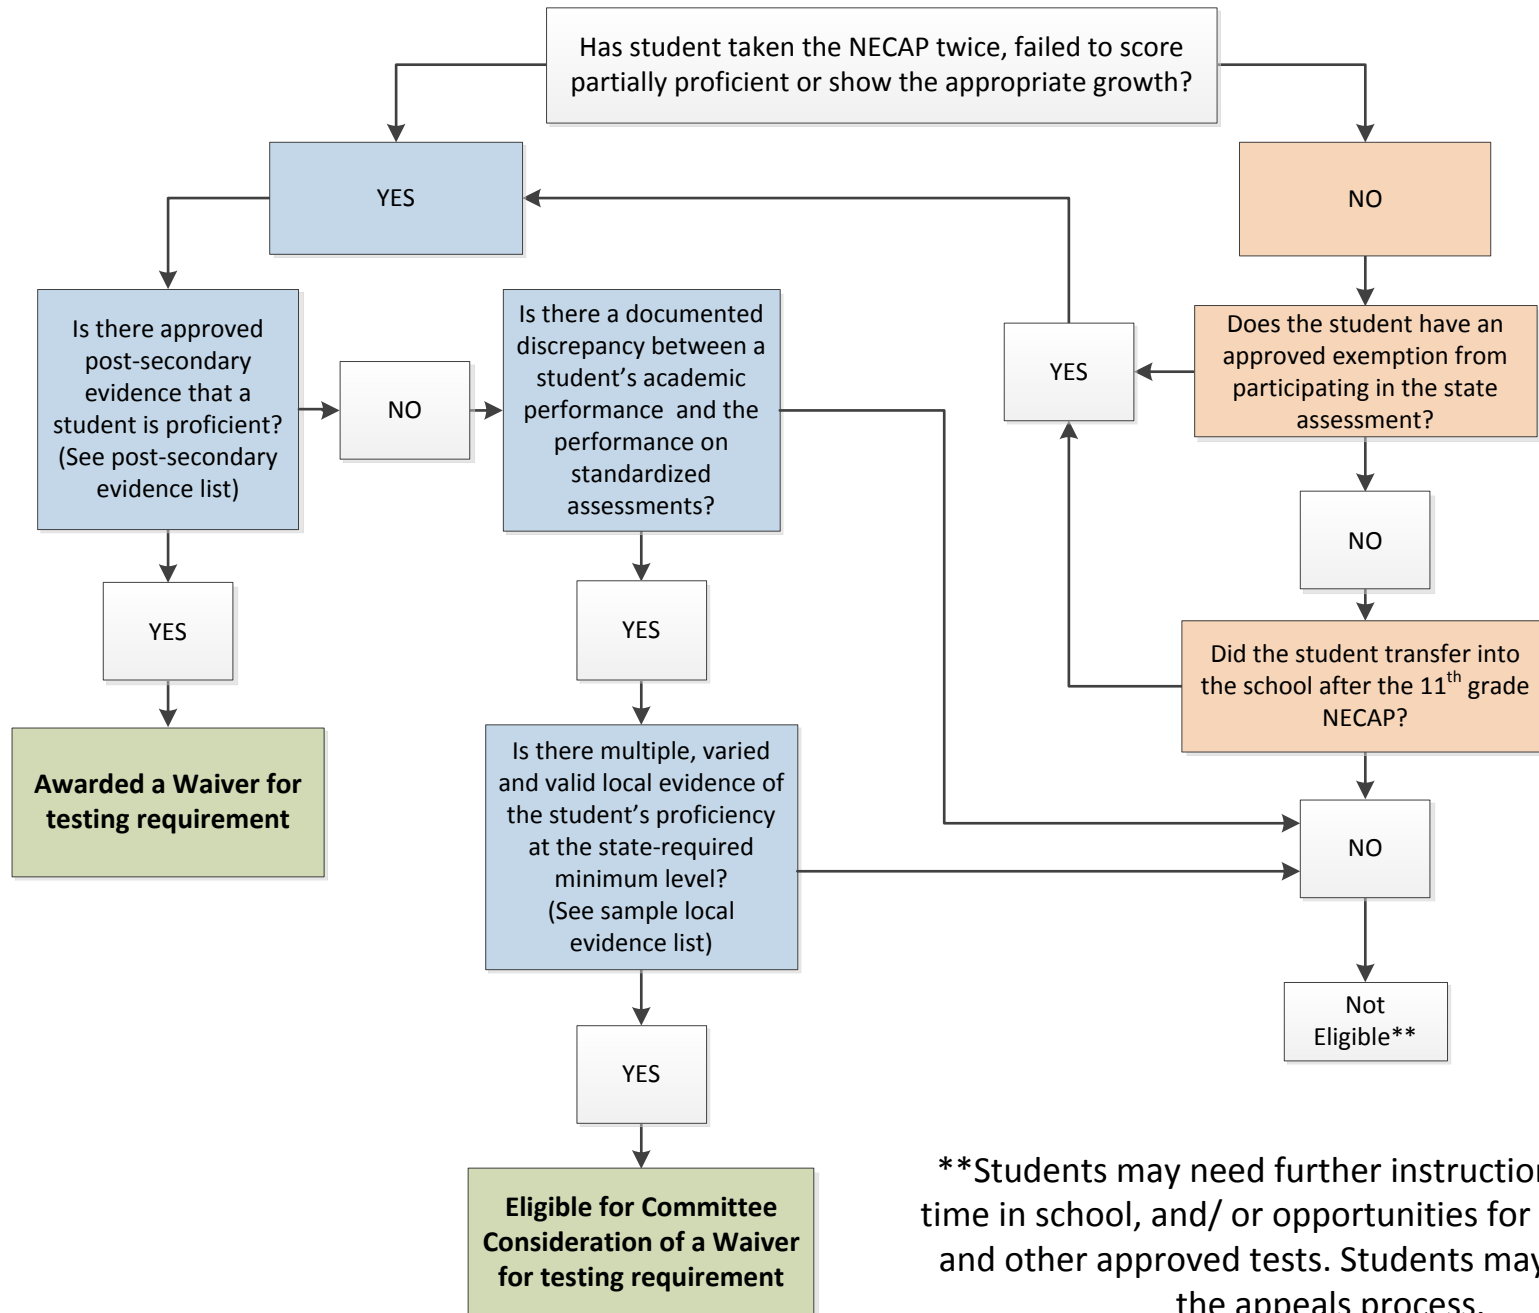 Has student taken the NECAP twice, failed to score
partially proficient or show the appropriate growth?
YES
NO
Is there approved
post-secondary
evidence that a
student is proficient?
(See post-secondary
evidence list)
NO
Is there a documented
discrepancy between a
student’s academic
performance and the
performance on
standardized
assessments?
YES
Does the student have an
approved exemption from
participating in the state
assessment?
NO
YES
YES
Did the student transfer into
the school after the 11th grade
NECAP?
Awarded a Waiver for
testing requirement
Is there multiple, varied
and valid local evidence of
the student’s proficiency
at the state-required
minimum level?
(See sample local
evidence list)
NO
Not
Eligible**
YES
Eligible for Committee
Consideration of a Waiver
for testing requirement
**Students may need further instruction
time in school, and/ or opportunities for
and other approved tests. Students may
the appeals process.